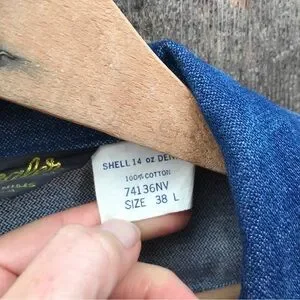 SHELL 14 oz DEN
100% COTTON
74136NV
SIZE 38 L